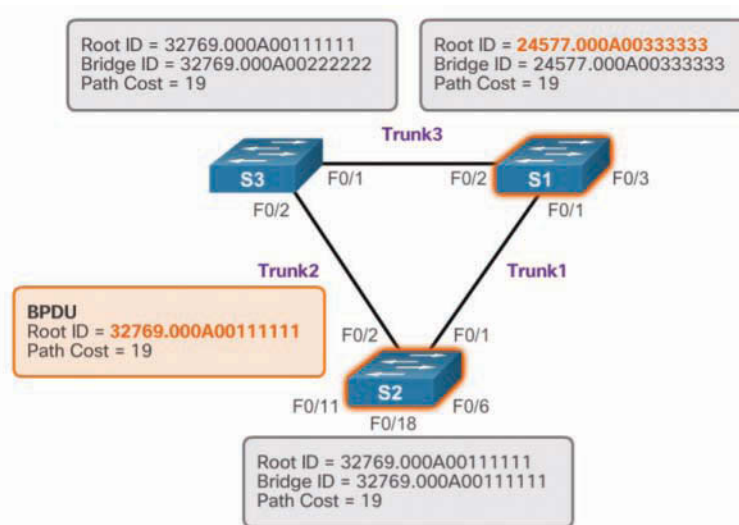 Root ID = 32769.000A00111111
Bridge ID = 32769.000A00222222
Path Cost = 19
Root ID = 24577.000A00333333
Bridge ID = 24577.000A00333333
Path Cost = 19
Trunk3
S3
F0/1
F0/2
S1
F0/3
F0/2
F0/1
Trunk2
Trunk1
BPDU
Root ID = 32769.000A00111111
Path Cost = 19
F0/2
F0/1
S2
F0/11
F0/6
F0/18
Root ID = 32769.000A00111111
Bridge ID = 32769.000A00111111
Path Cost = 19